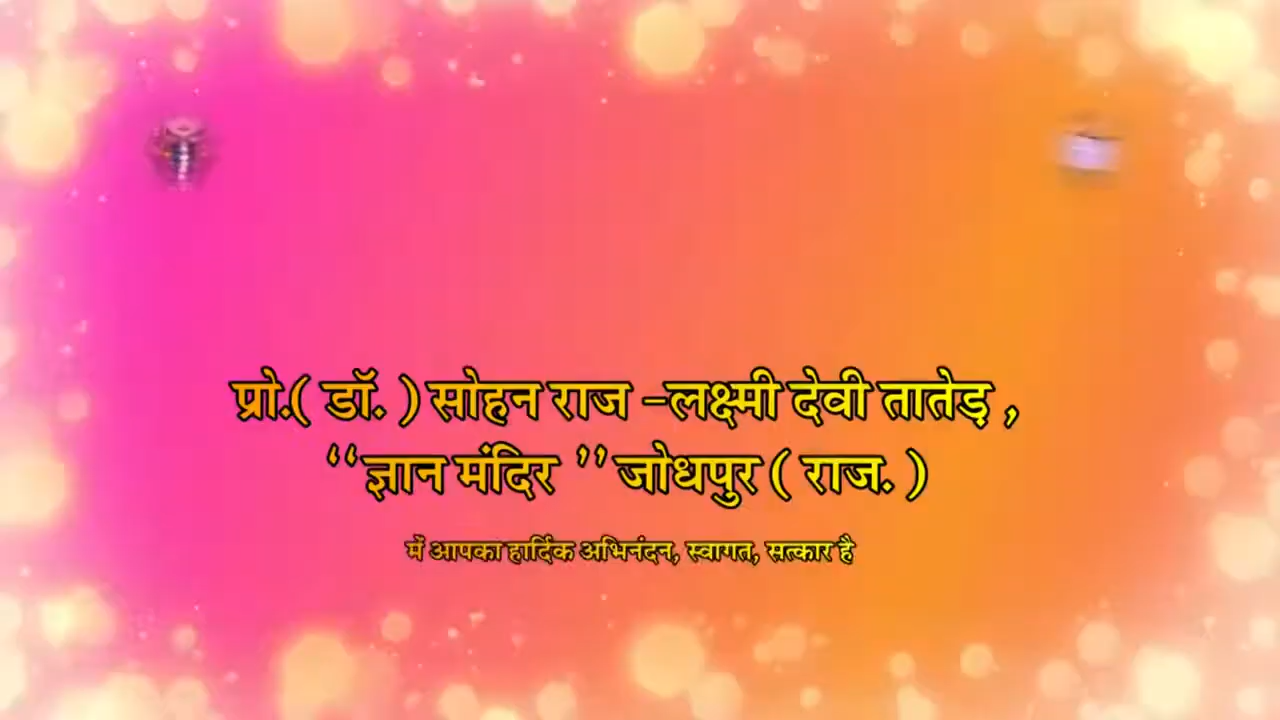 प्रो.( डॉ. ) सोहन राज -लक्ष्मी देवी तातेड़ ,
‘‘ज्ञान मंदिर ’’ जोधपुर ( राज. )
में आपका हार्दिक अभिनंदन, स्वागत, सत्कार है